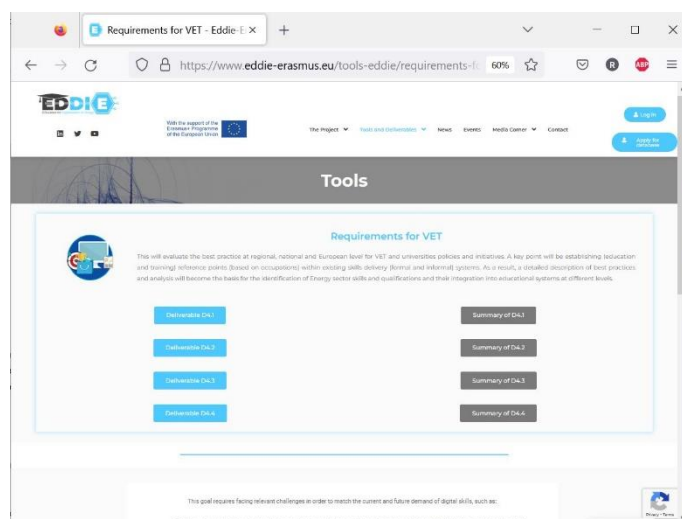 Requirements for VET - Eddie-E
https://www.eddie-erasmus.eu/tools-eddie/requirements-f
60%
R
ABP
EDDIE
With the support of the
Erasmus+ Programme
of the European Union
The Project
Tools and Deliverables
News
Events
Media Corner
Contact
Log in
Apply for
database
Tools
Requirements for VET
This will evaluate the best practice at regional, national and European level for VET and universities policies and initiatives. A key point will be establishing (education
and training) reference points (based on occupations) within existing skills delivery (formal and informal) systems. As a result, a detailed description of best practices
and analysis will become the basis for the identification of Energy sector skills and qualifications and their integration into educational systems at different levels.
Deliverable D4.1
Summary of D4.1
Deliverable D4.2
Summary of D4.2
Deliverable D4.3
Summary of D4.3
Deliverable D4.4
Summary of D4.4
This goal requires facing relevant challenges in order to match the current and future demand of digital skills, such as:
Privacy - Terms